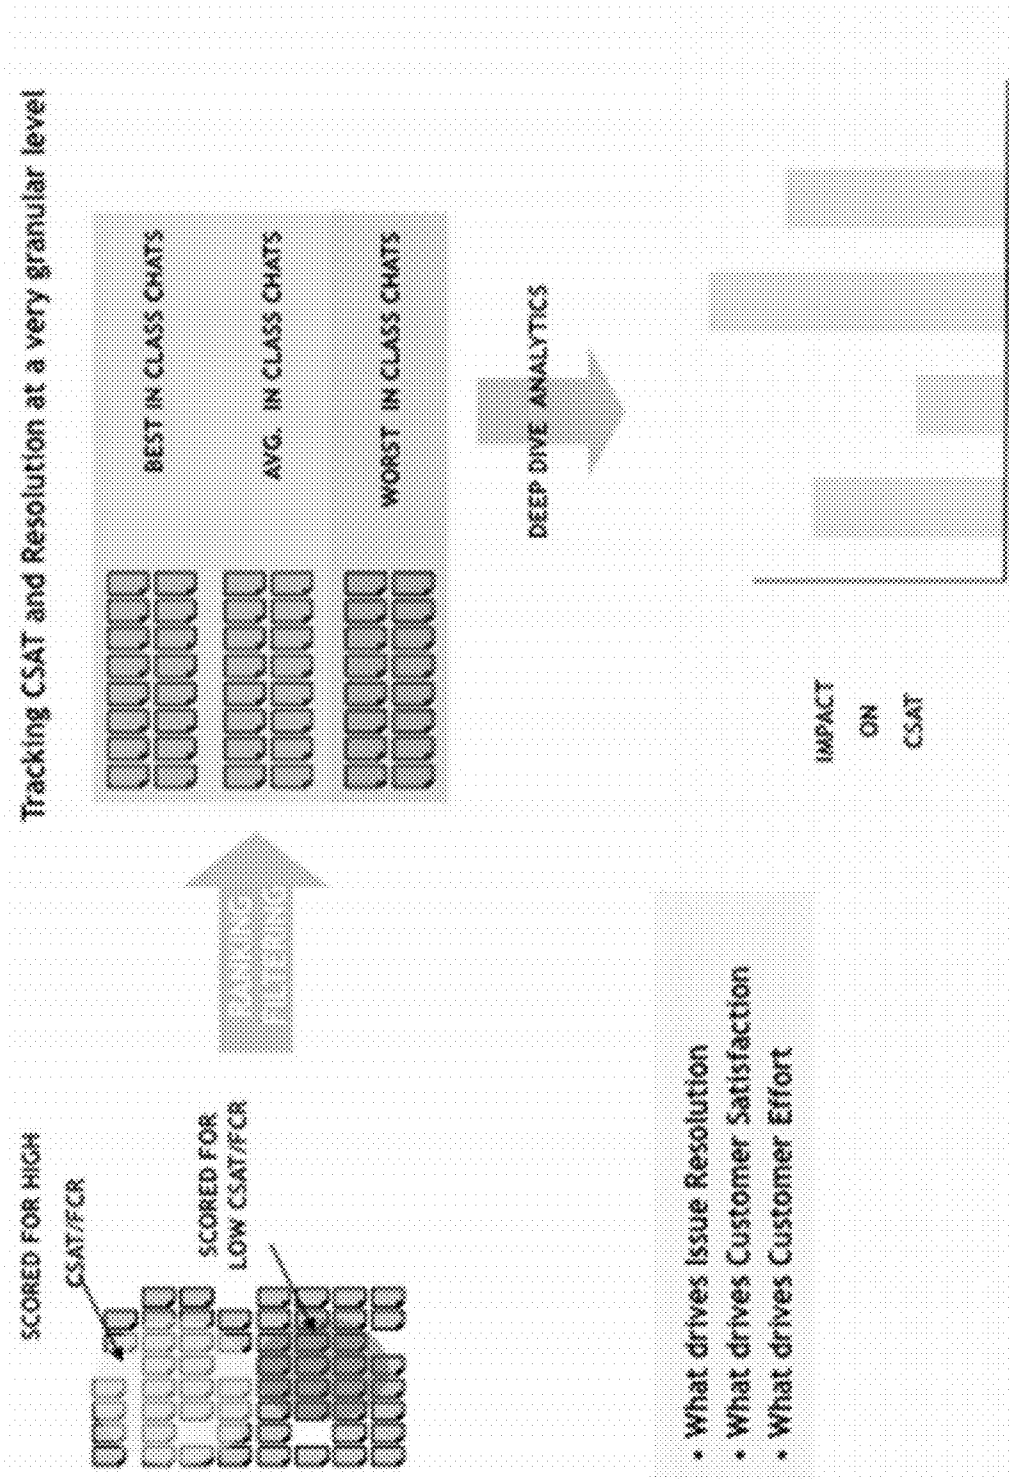 Tracking CSAT and Resolution at a very granular level
SCORED FOR HIGH
CSAT/FCR
SCORED FOR
LOW CSAT/FCR
BEST IN CLASS CHATS
AVG. IN CLASS CHATS
WORST IN CLASS CHATS
DEEP DIVE ANALYTICS
• What drives Issue Resolution
• What drives Customer Satisfaction
• What drives Customer Effort
IMPACT
ON
CSAT